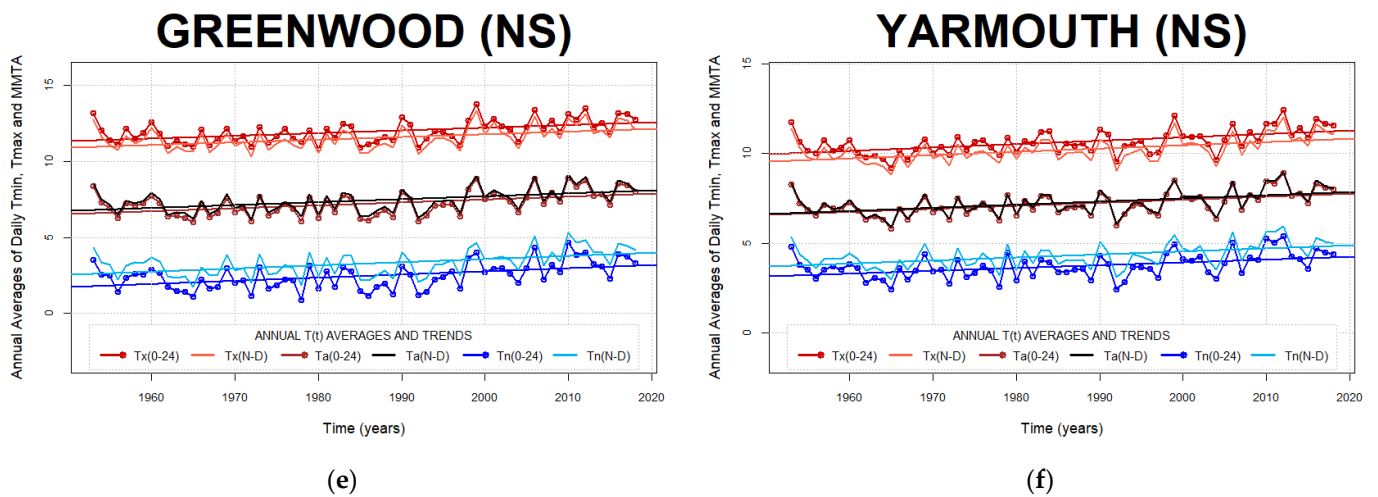 GREENWOOD (NS)
Annual Averages of Daily Tmin, Tmax and MMTA
15
10
5
0
ANNUAL T(t) AVERAGES AND TRENDS
Tx(0-24) Tx(N-D) Ta(0-24) Ta(N-D) Tn(0-24) Tn(N-D)
1960 1970 1980 1990 2000 2010 2020
Time (years)
(e)
YARMOUTH (NS)
Annual Averages of Daily Tmin, Tmax and MMTA
15
10
5
0
ANNUAL T(t) AVERAGES AND TRENDS
Tx(0-24) Tx(N-D) Ta(0-24) Ta(N-D) Tn(0-24) Tn(N-D)
1960 1970 1980 1990 2000 2010 2020
Time (years)
(f)